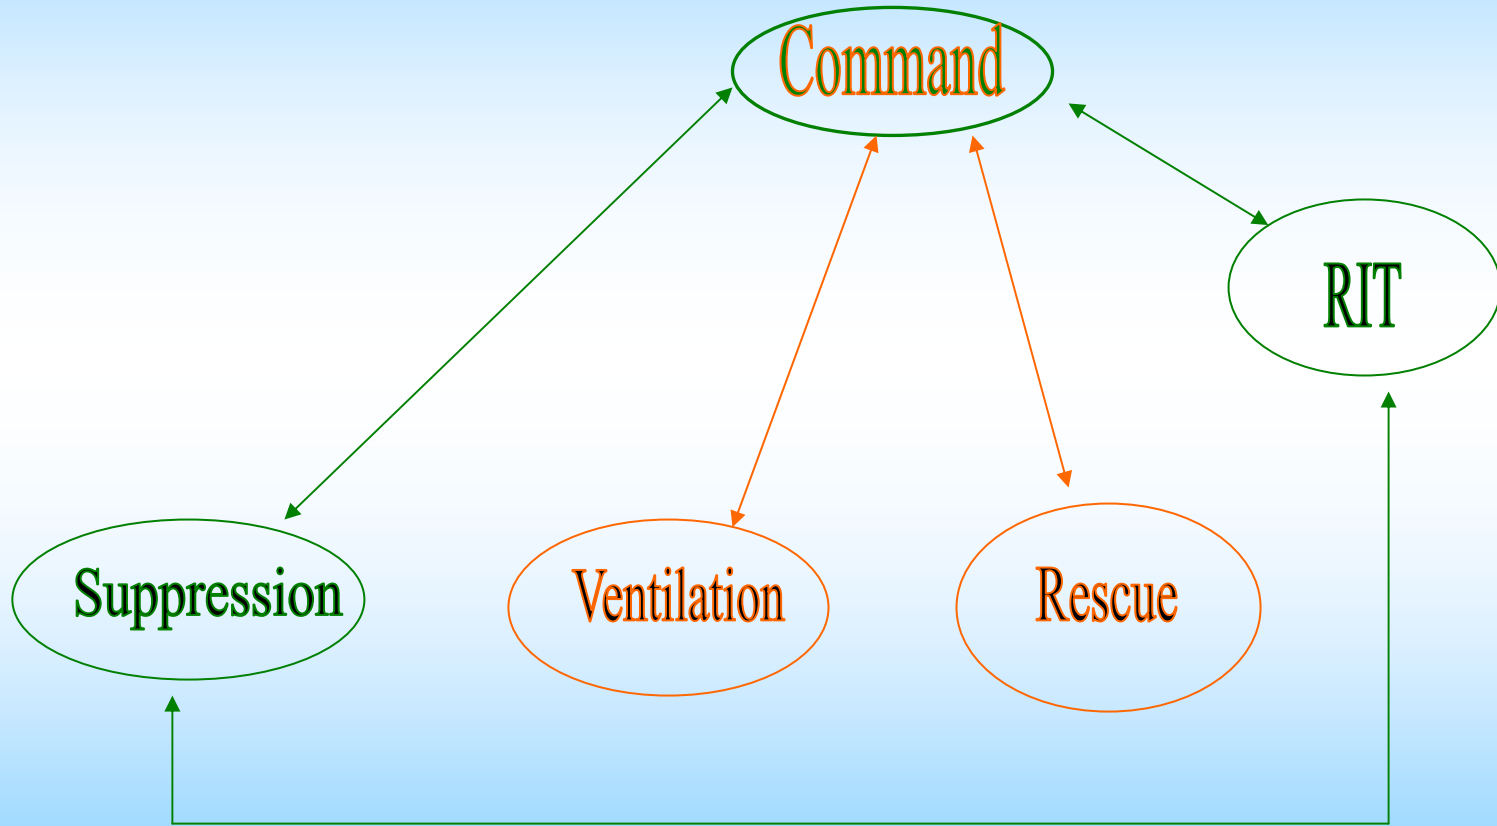 Command
RIT
Suppression
Ventilation
Rescue